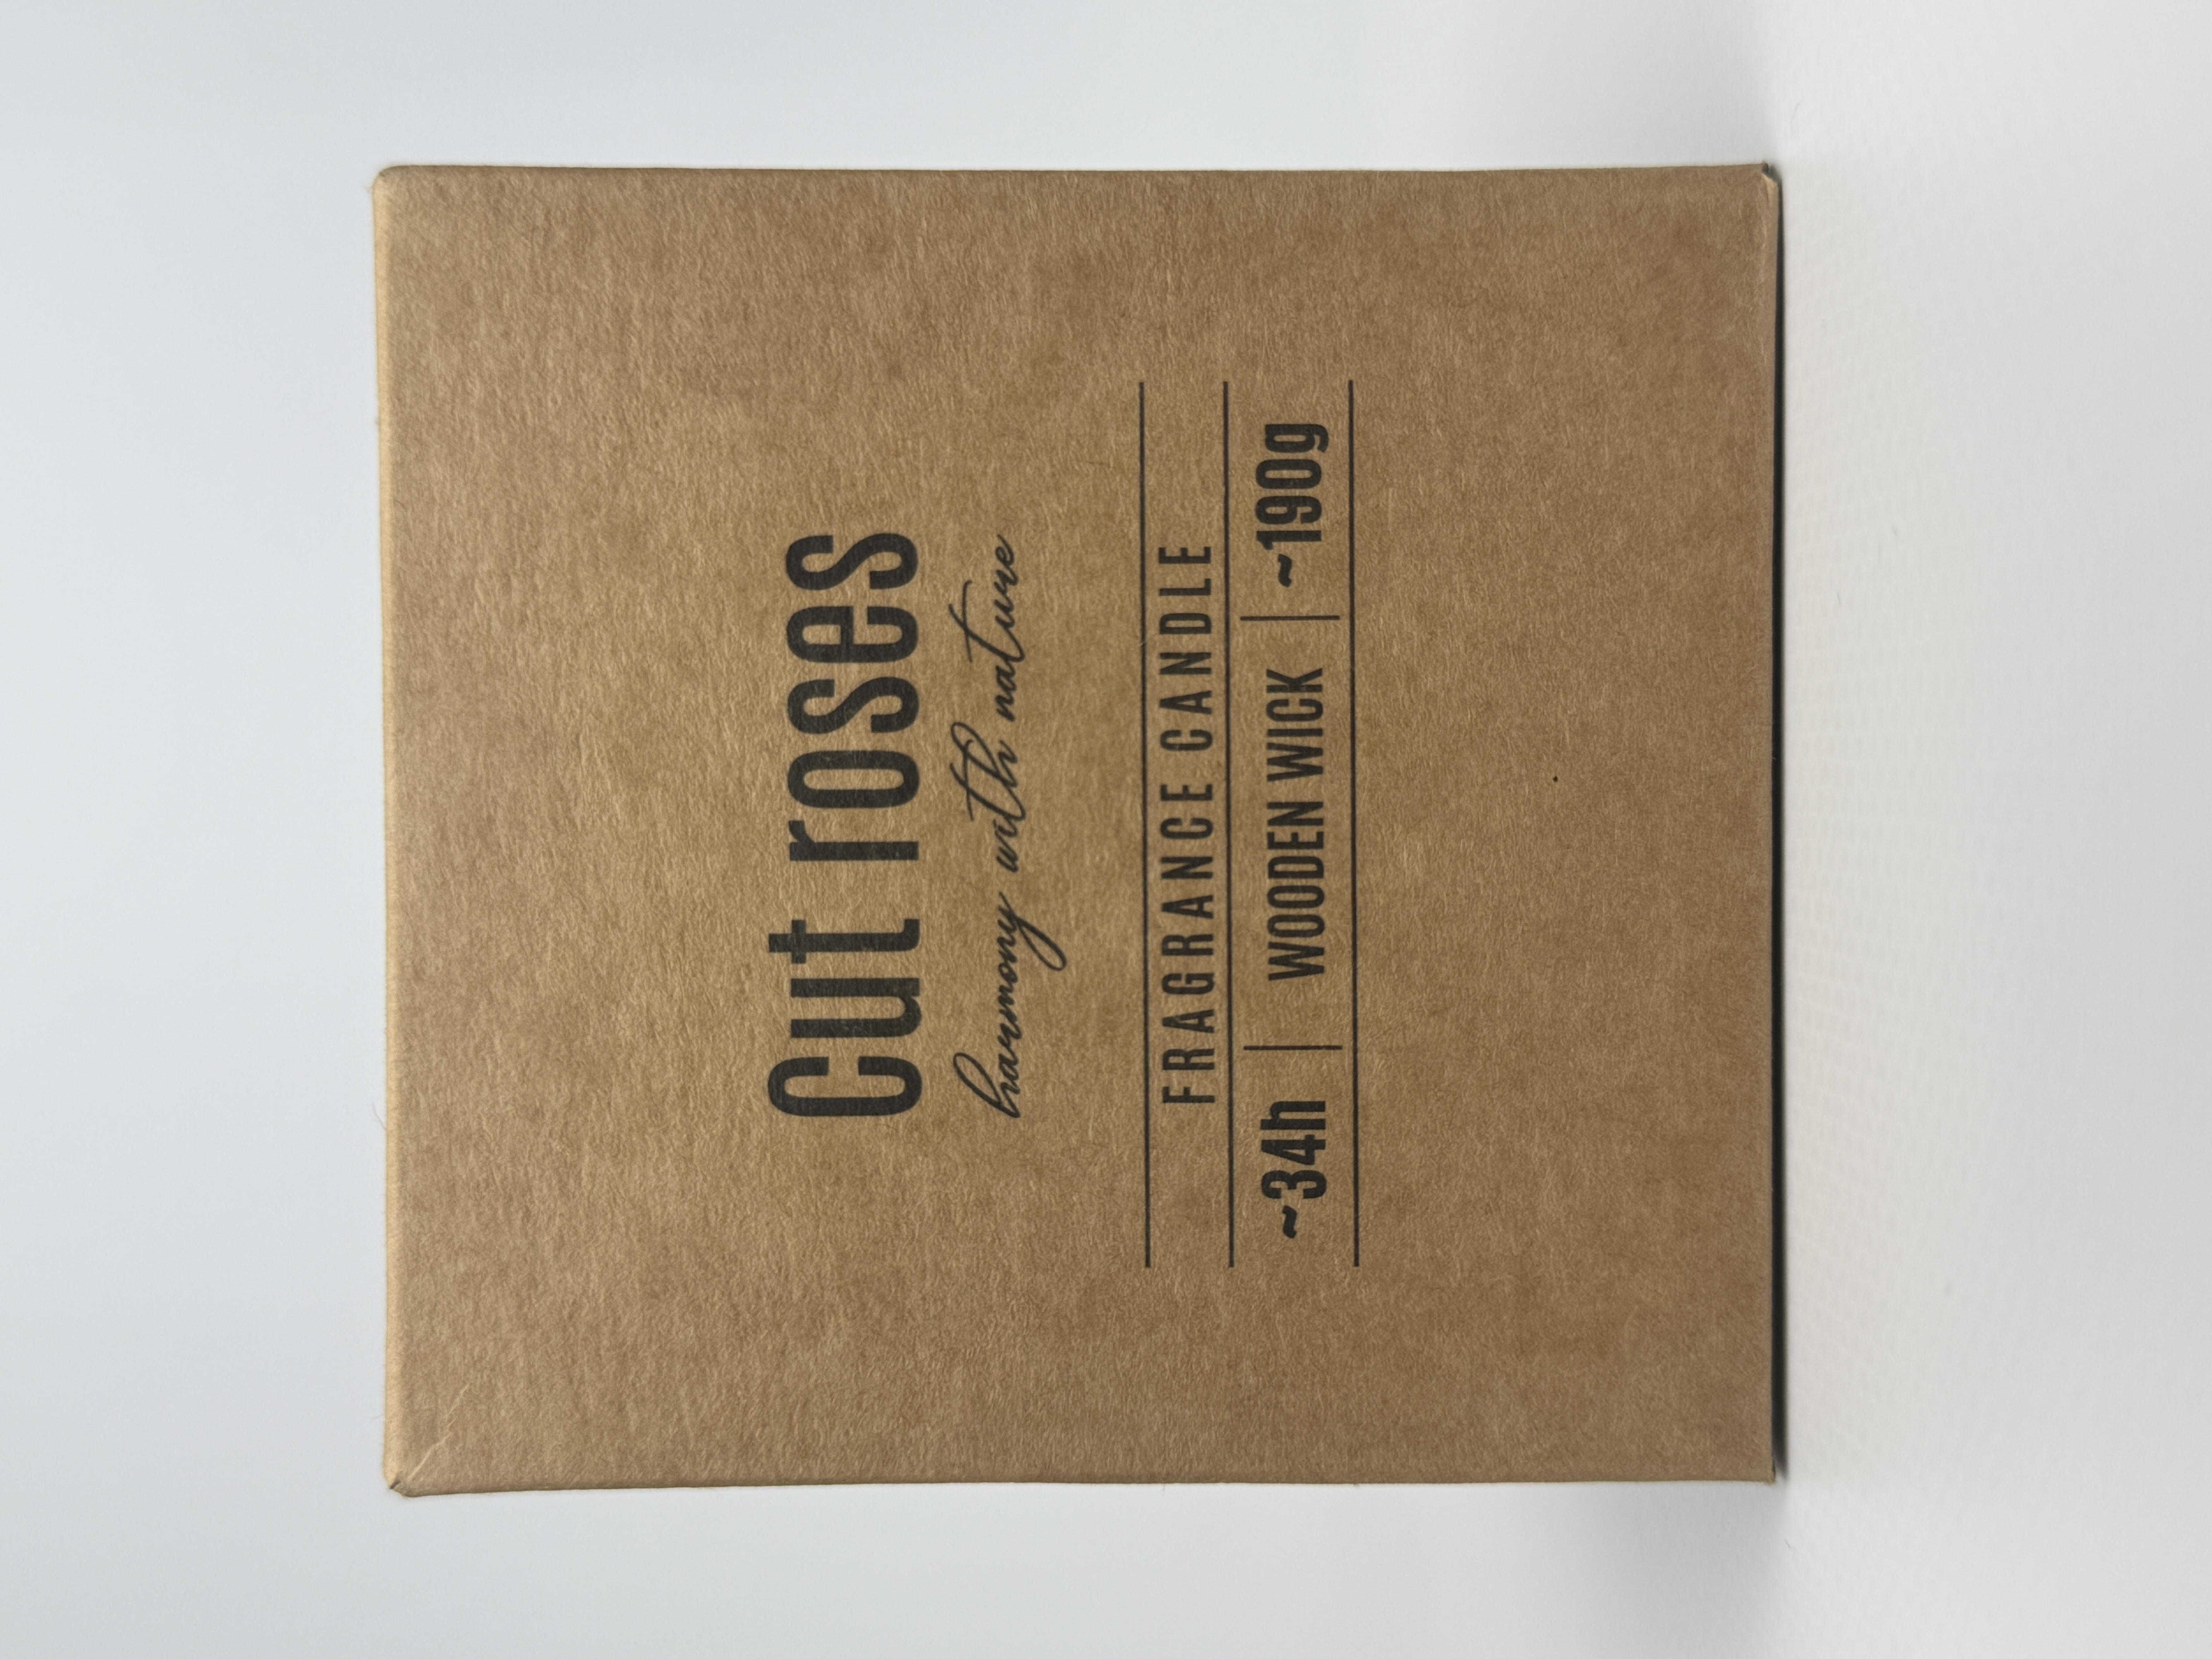 Cut roses
harmony with nature
FRAGRANCE CANDLE
~34h | WOODEN WICK | ~190g